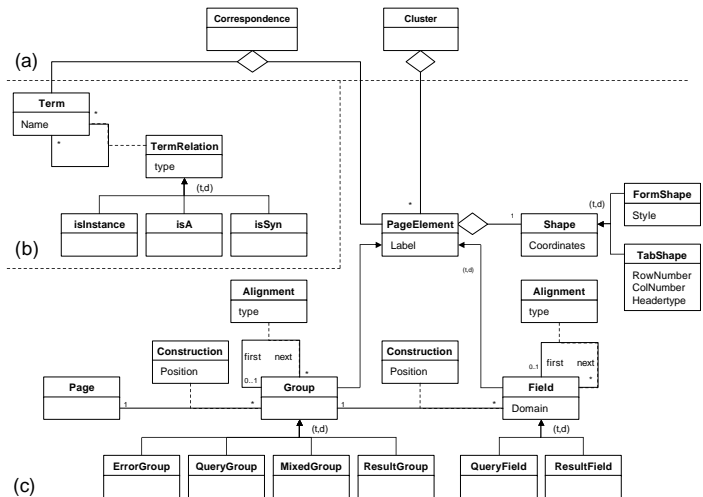 Correspondence
Cluster
(a)
Term
Name
*
*
TermRelation
type
(t,d)
isInstance
isA
isSyn
(b)
*
PageElement
Label
1
Shape
Coordinates
(t,d)
FormShape
Style
TabShape
RowNumber
ColNumber
Headertype
(t,d)
Alignment
type
Alignment
type
Construction
Position
first next
0..1
*
Construction
Position
0..1
first next
*
Page
1
*
Group
1
*
Field
Domain
(t,d)
(t,d)
ErrorGroup
QueryGroup
MixedGroup
ResultGroup
QueryField
ResultField
(c)